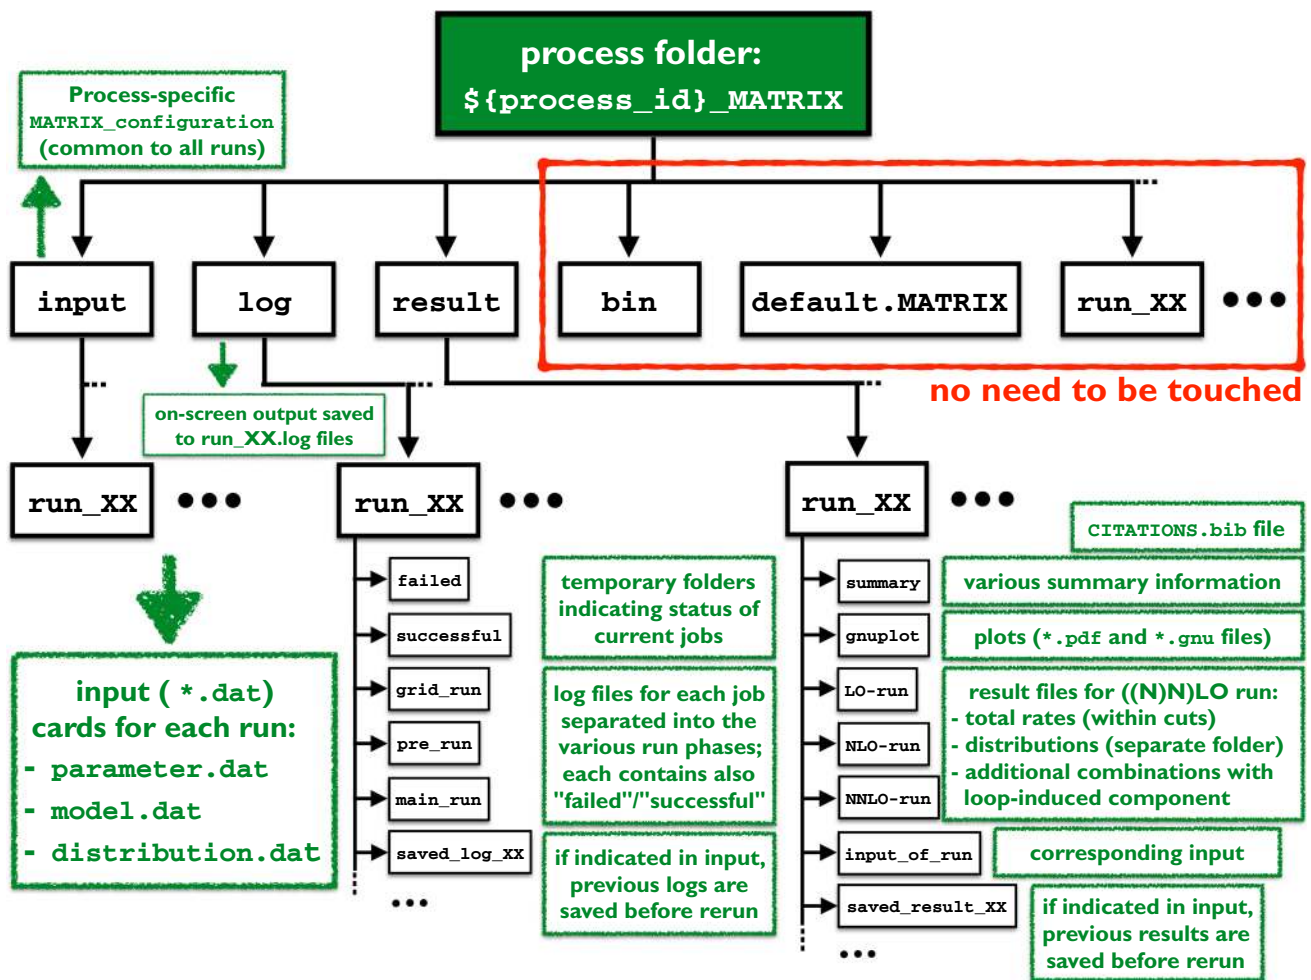 process folder:
${process_id}_MATRIX
Process-specific
MATRIX_configuration
(common to all runs)
input
log
result
bin
default.MATRIX
run_XX
no need to be touched
on-screen output saved
to run_XX.log files
run_XX
run_XX
run_XX
CITATIONS.bib file
input ( *.dat)
cards for each run:
- parameter.dat
- model.dat
- distribution.dat
failed
successful
grid_run
pre_run
main_run
saved_log_XX
temporary folders
indicating status of
current jobs
log files for each job
separated into the
various run phases;
each contains also
"failed"/"successful"
if indicated in input,
previous logs are
saved before rerun
summary
gnuplot
LO-run
NLO-run
NNLO-run
input_of_run
saved_result_XX
various summary information
plots (*.pdf and *.gnu files)
result files for ((N)N)LO run:
- total rates (within cuts)
- distributions (separate folder)
- additional combinations with
loop-induced component
corresponding input
if indicated in input,
previous results are
saved before rerun